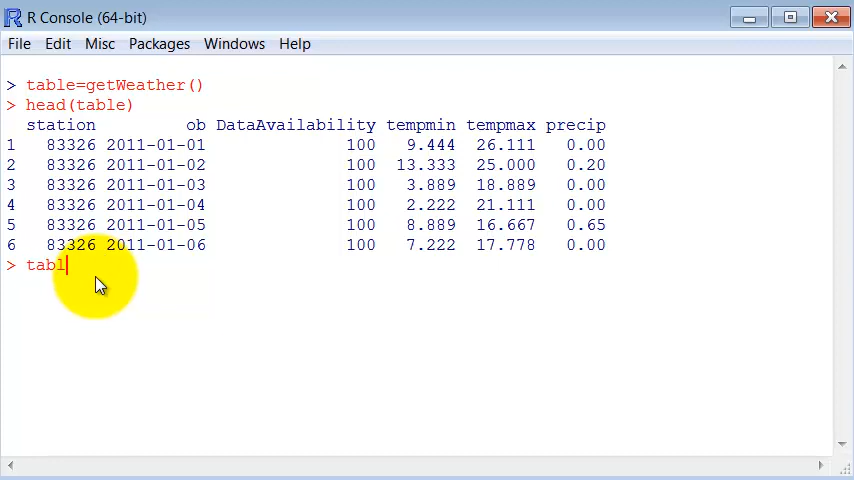 R Console (64-bit)
File Edit Misc Packages Windows Help
> table=getWeather()
> head(table)
  station         ob DataAvailability tempmin tempmax precip
1   83326 2011-01-01              100   9.444  26.111   0.00
2   83326 2011-01-02              100  13.333  25.000   0.20
3   83326 2011-01-03              100   3.889  18.889   0.00
4   83326 2011-01-04              100   2.222  21.111   0.00
5   83326 2011-01-05              100   8.889  16.667   0.65
6   83326 2011-01-06              100   7.222  17.778   0.00
> tabl